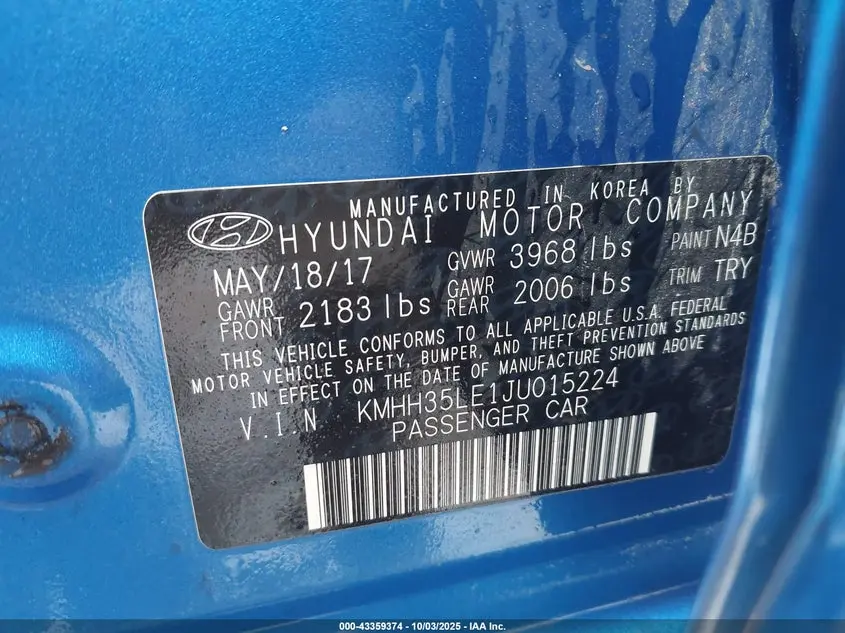 MANUFACTURED IN KOREA BY
HYUNDAI MOTOR COMPANY
MAY/18/17 GVWR 3968 lbs PAINT N4B
GAWR FRONT 2183 lbs GAWR REAR 2006 lbs TRIM TRY
THIS VEHICLE CONFORMS TO ALL APPLICABLE U.S.A. FEDERAL
MOTOR VEHICLE SAFETY, BUMPER, AND THEFT PREVENTION STANDARDS
IN EFFECT ON THE DATE OF MANUFACTURE SHOWN ABOVE
V.I.N KMHH35LE1JU015224
PASSENGER CAR
000-43359374 - 10/03/2025 - IAA Inc.